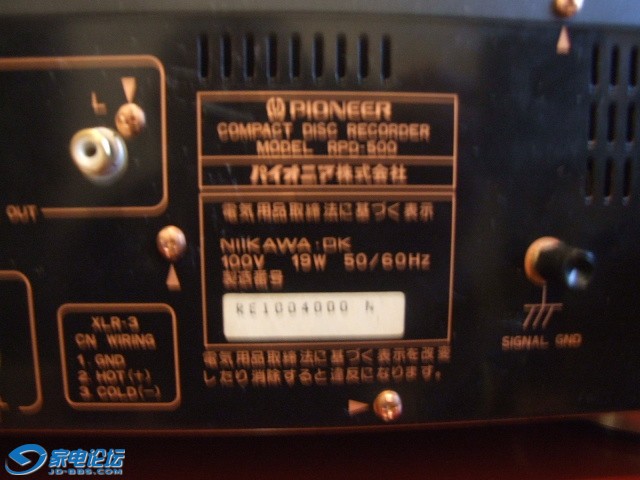 PIONEER
COMPACT DISC RECORDER
MODEL RPD-500
パイオニア株式会社
L
OUT
電気用品取締法に基づく表示
NIIKAWA:DK
100V 19W 50/60Hz
製造番号
RE1004000 N
XLR-3
CN WIRING
1. GND
2. HOT(+)
3. COLD(-)
SIGNAL GND
電気用品取締法に基づく表示を改変
したり消除すると違反になります。
家电论坛
JD-BBS.COM